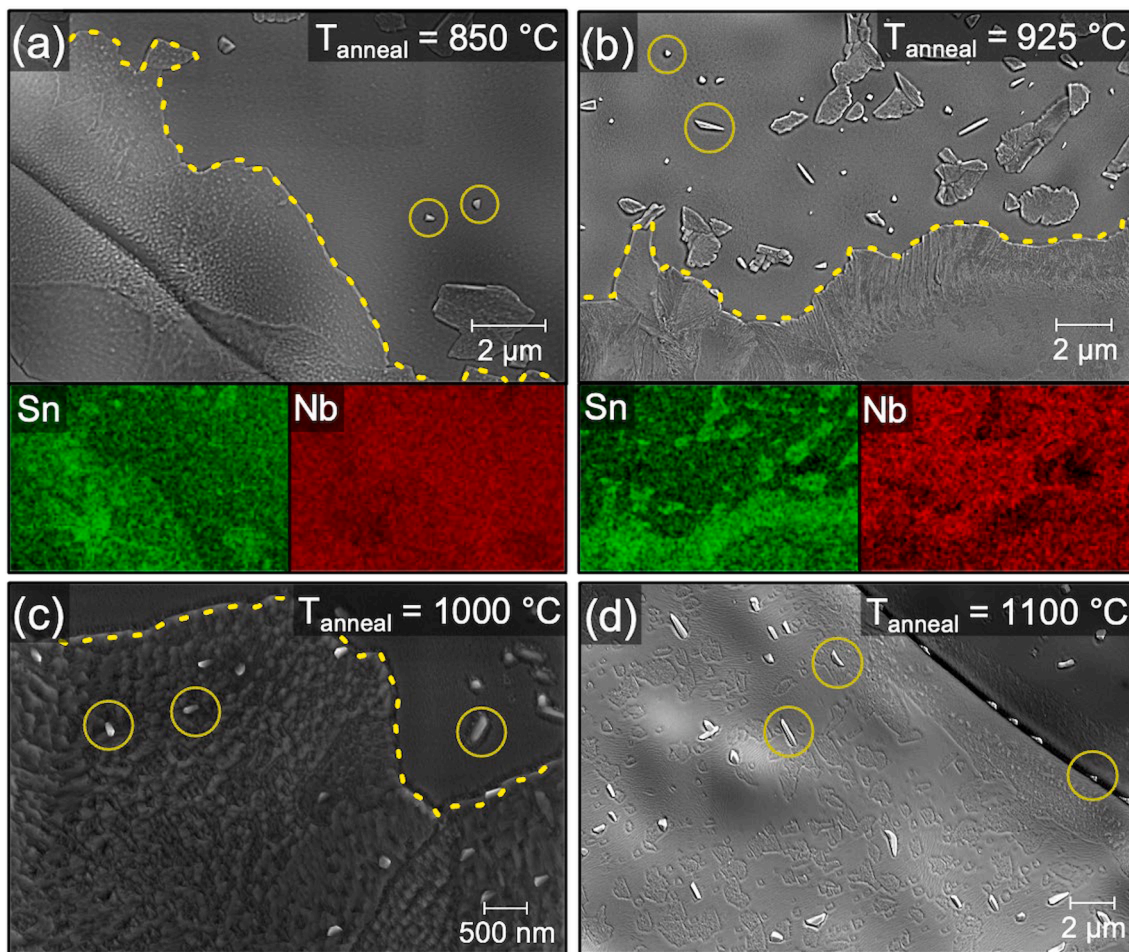 (a) T_anneal = 850 °C
2 µm
Sn Nb
(b) T_anneal = 925 °C
2 µm
Sn Nb
(c) T_anneal = 1000 °C
500 nm
(d) T_anneal = 1100 °C
2 µm